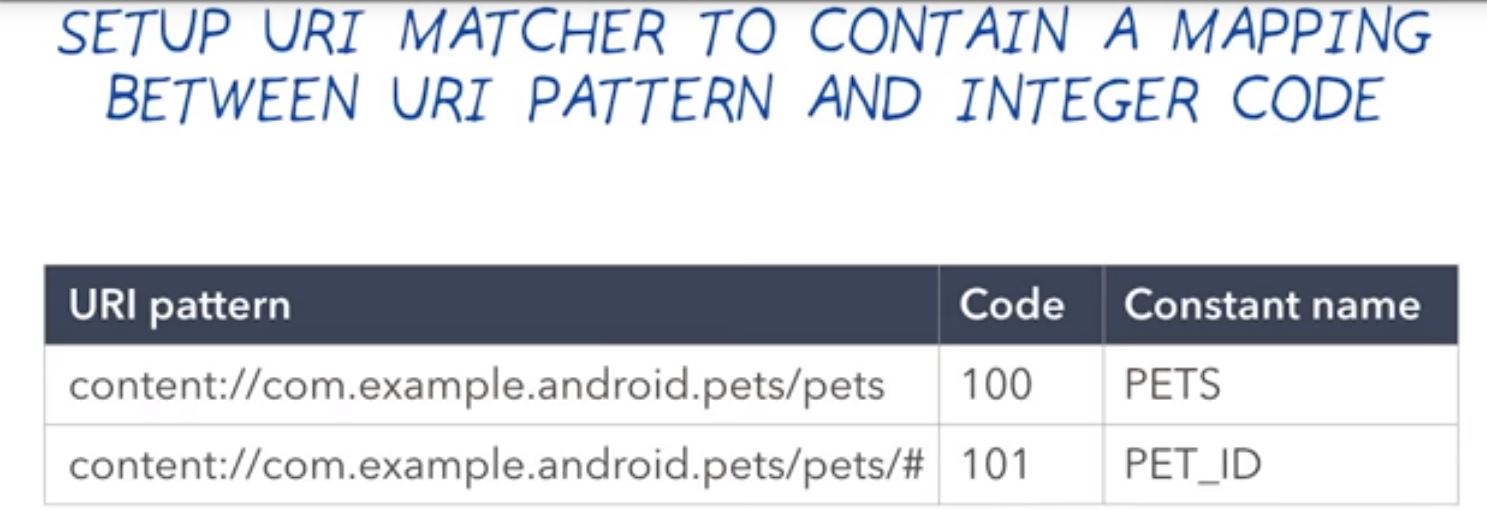 SETUP URI MATCHER TO CONTAIN A MAPPING
BETWEEN URI PATTERN AND INTEGER CODE
URI pattern Code Constant name
content://com.example.android.pets/pets 100 PETS
content://com.example.android.pets/pets/# 101 PET_ID